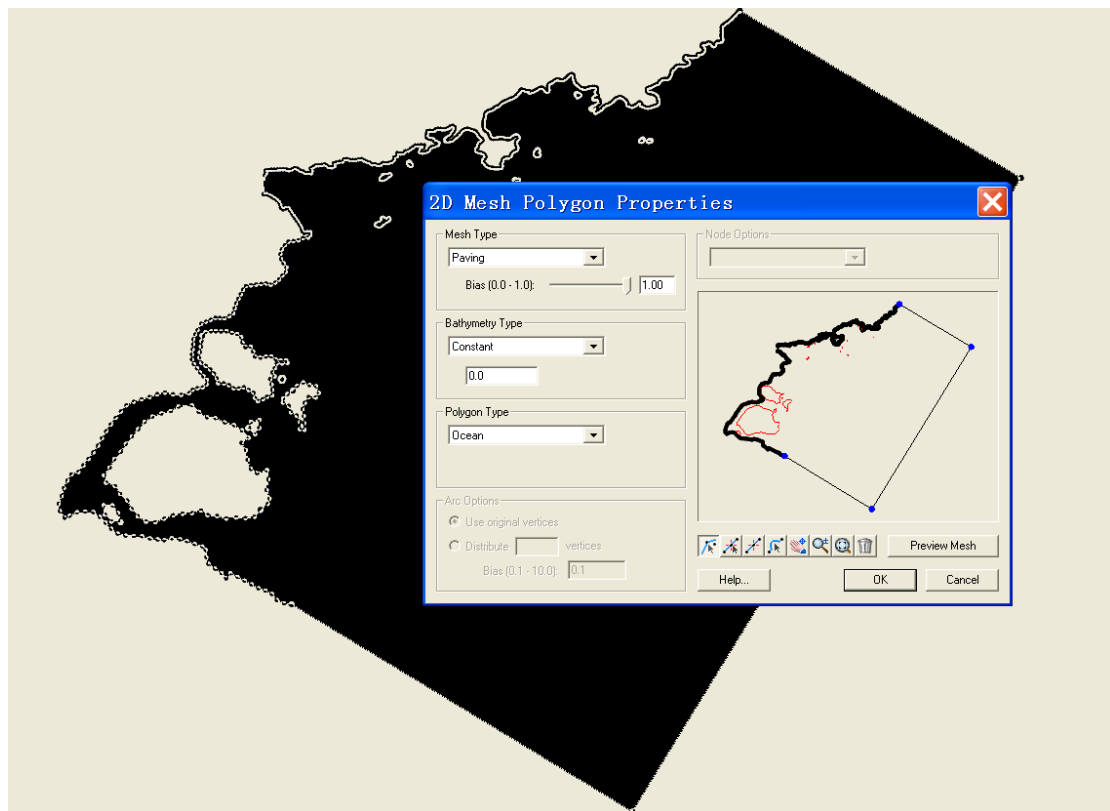 2D Mesh Polygon Properties
Mesh Type
Paving
Bias (0.0 - 1.0):
1.00
Bathymetry Type
Constant
0.0
Polygon Type
Ocean
Arc Options
Use original vertices
Distribute
vertices
Bias (0.1 - 10.0):
0.1
Node Options
Preview Mesh
Help...
OK
Cancel